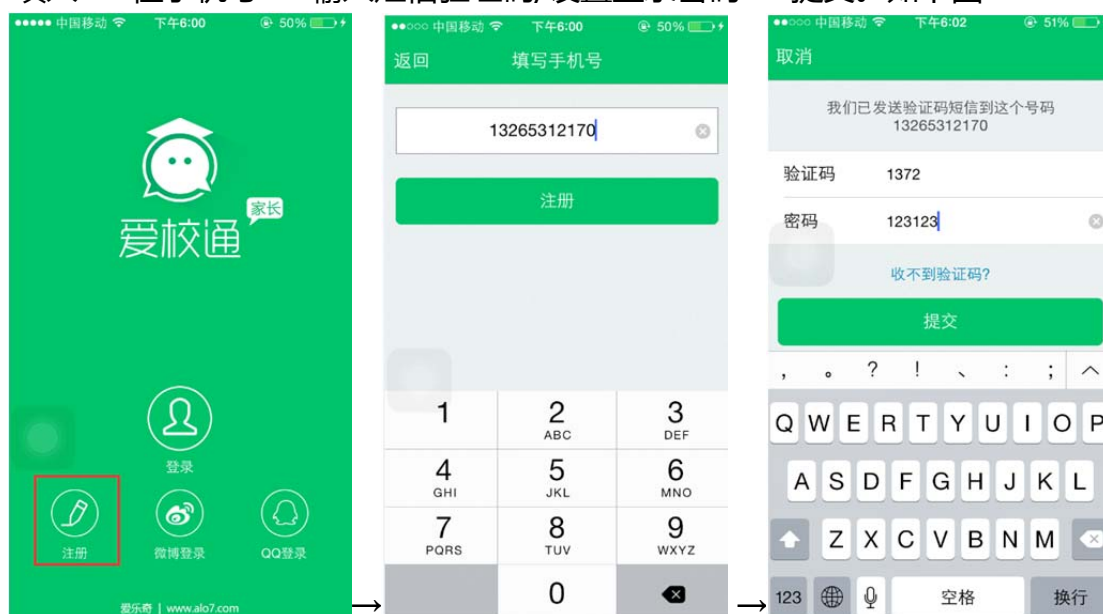 ●●●●● 中国移动 下午6:00 50%
爱校通 家长
登录
注册 微博登录 QQ登录
爱乐奇 | www.alo7.com
→
●●○○○ 中国移动 下午6:00 50%
返回 填写手机号
13265312170
注册
1 2 3
ABC DEF
4 5 6
GHI JKL MNO
7 8 9
PQRS TUV WXYZ
0
→
●●○○○ 中国移动 下午6:02 51%
取消
我们已发送验证码短信到这个号码
13265312170
验证码 1372
密码 123123
收不到验证码?
提交
, 。 ? ! 、 : ;
Q W E R T Y U I O P
A S D F G H J K L
Z X C V B N M
123 空格 换行